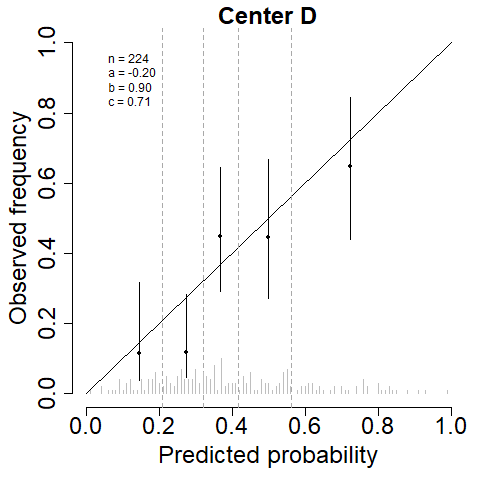 Center D
n = 224
a = -0.20
b = 0.90
c = 0.71
Observed frequency
1.0
0.8
0.6
0.4
0.2
0.0
0.0 0.2 0.4 0.6 0.8 1.0
Predicted probability